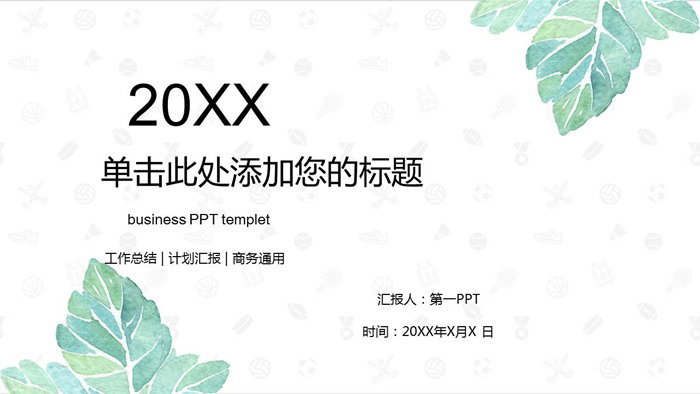 20XX
单击此处添加您的标题
business PPT templet
工作总结 | 计划汇报 | 商务通用
汇报人：第一PPT
时间：20XX年X月X 日